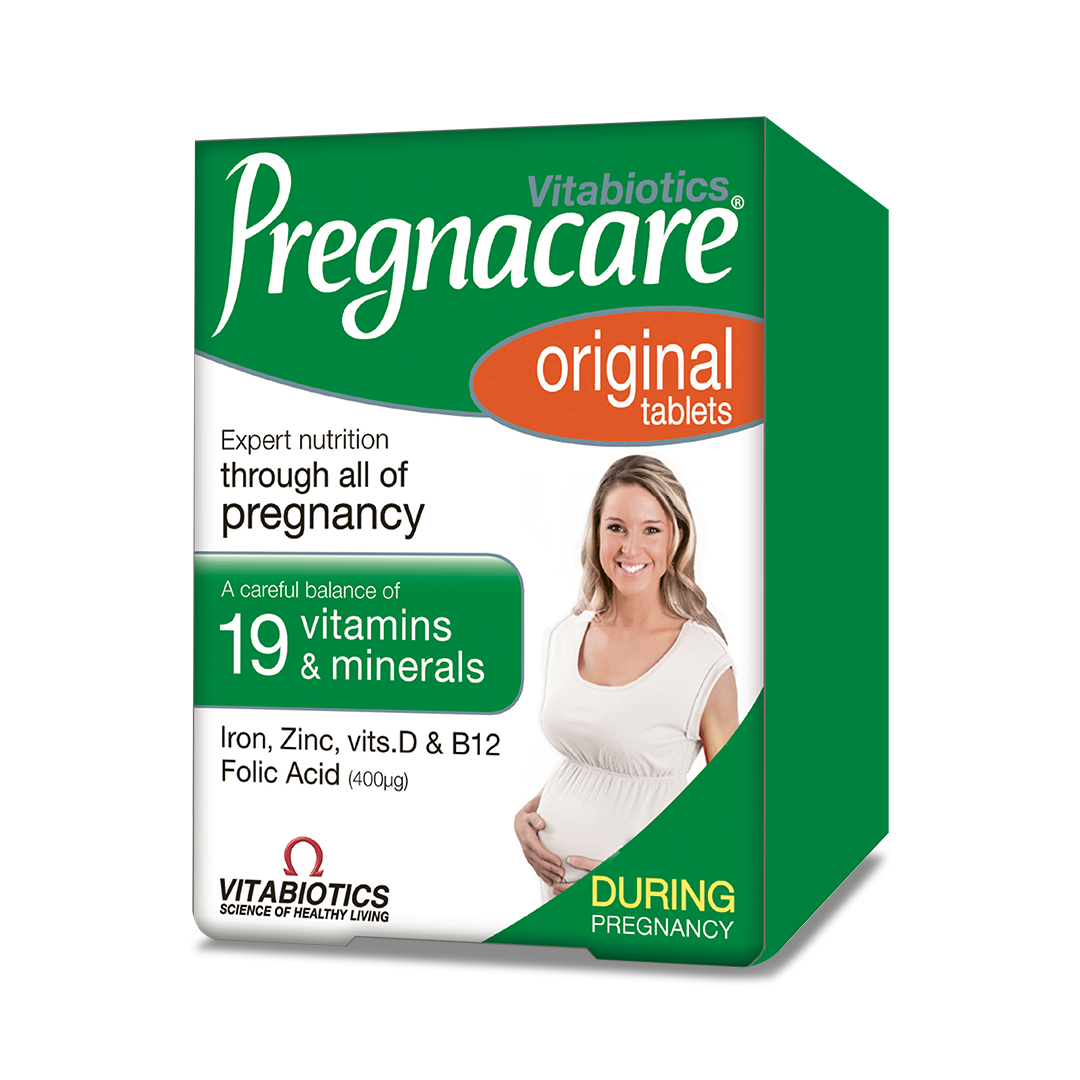 Vitabiotics
Pregnacare®
original
tablets
Expert nutrition
through all of
pregnancy
A careful balance of
19 vitamins
& minerals
Iron, Zinc, vits.D & B12
Folic Acid (400µg)
VITABIOTICS
SCIENCE OF HEALTHY LIVING
DURING
PREGNANCY